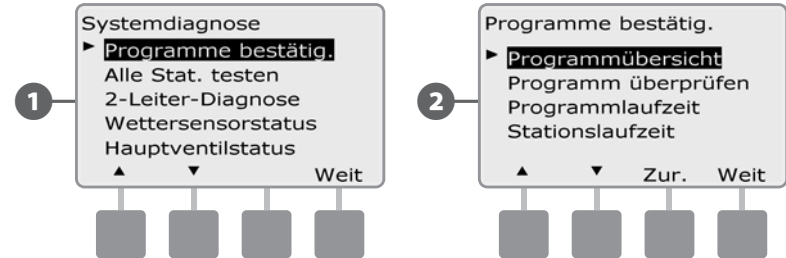 Systemdiagnose
Programme bestätig.
Alle Stat. testen
2-Leiter-Diagnose
Wettersensorstatus
Hauptventilstatus
Weit
1
Programme bestätig.
Programmübersicht
Programm überprüfen
Programmlaufzeit
Stationslaufzeit
Zur. Weit
2